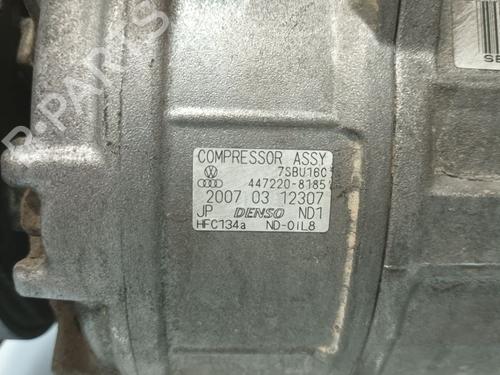 COMPRESSOR ASSY
7SBU16C
447220-8185
2007 03 12307
JP DENSO ND1
HFC134a ND-OIL8